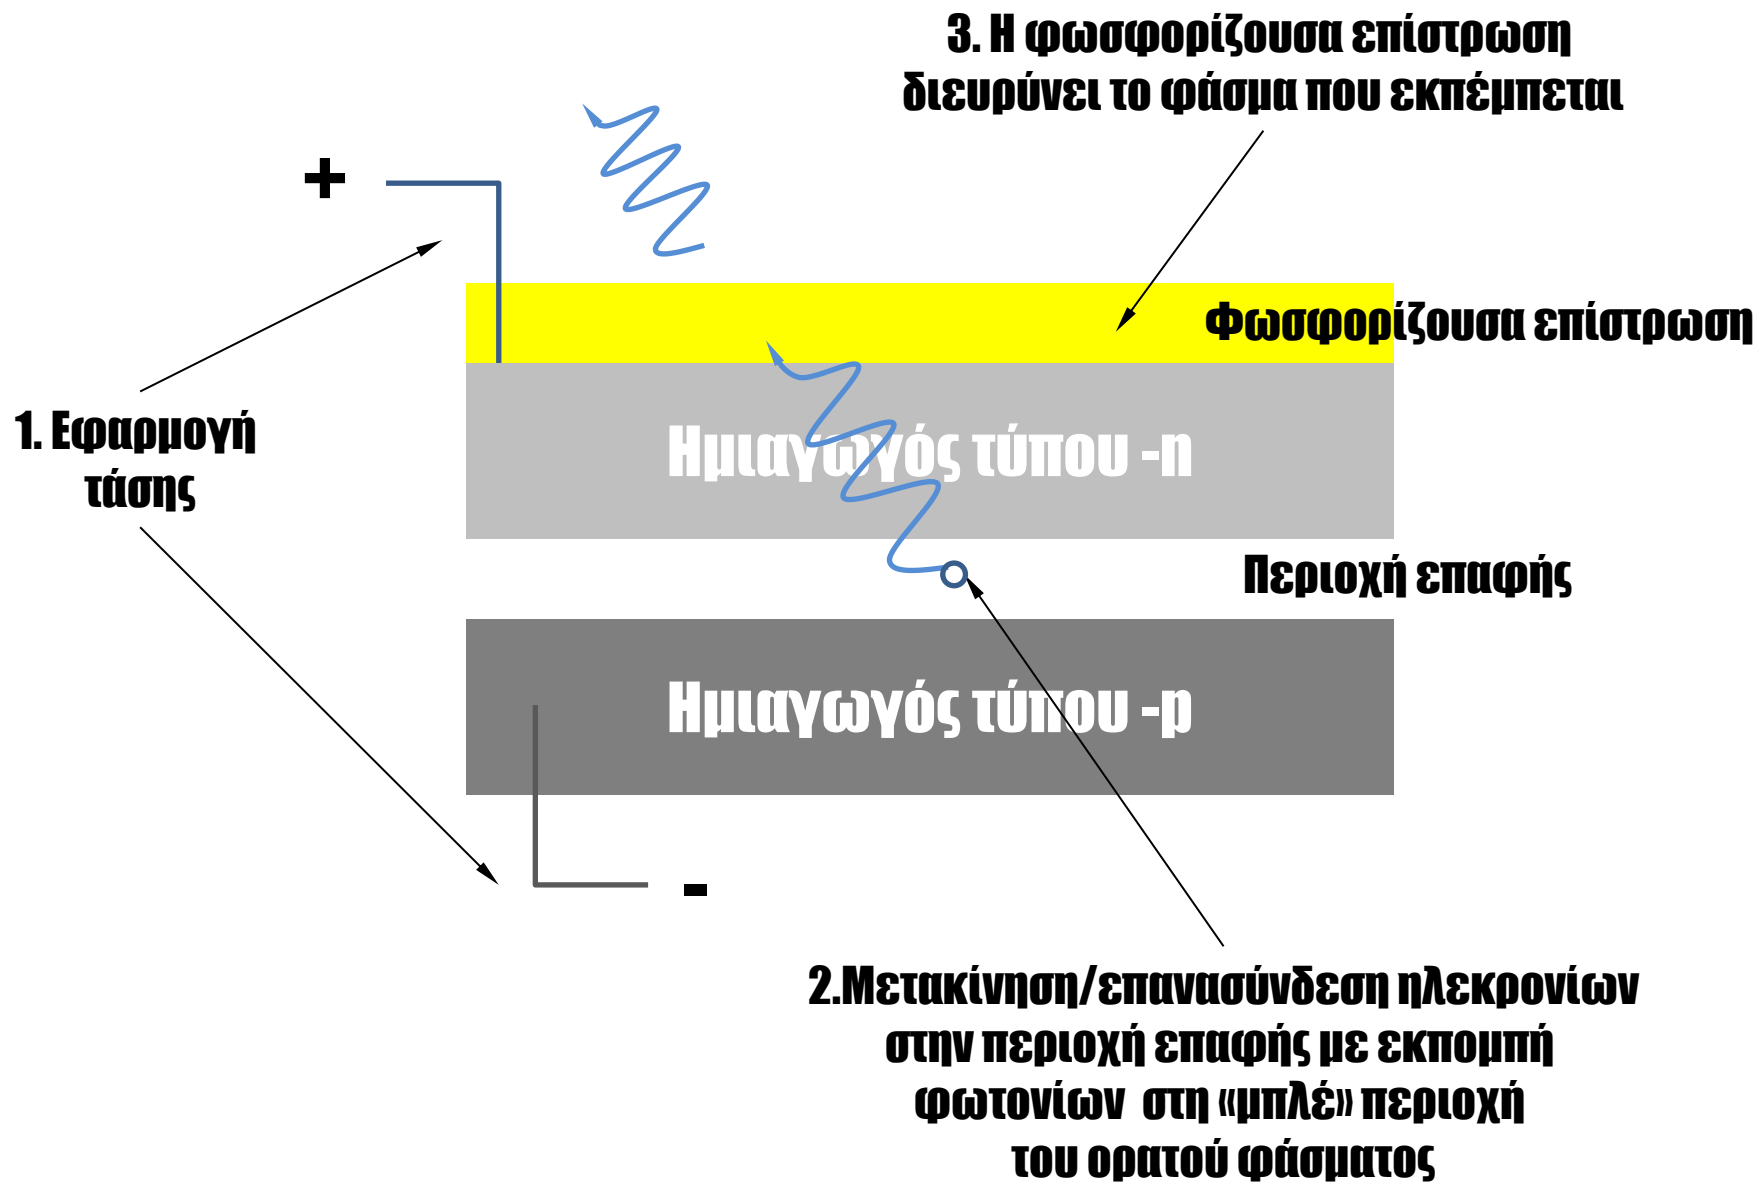 3. Η φωσφορίζουσα επίστρωση
διευρύνει το φάσμα που εκπέμπεται
+
Φωσφορίζουσα επίστρωση
1. Εφαρμογή
τάσης
Ημιαγωγός τύπου -n
Περιοχή επαφής
Ημιαγωγός τύπου -p
-
2.Μετακίνηση/επανασύνδεση ηλεκρονίων
στην περιοχή επαφής με εκπομπή
φωτονίων στη «μπλέ» περιοχή
του ορατού φάσματος